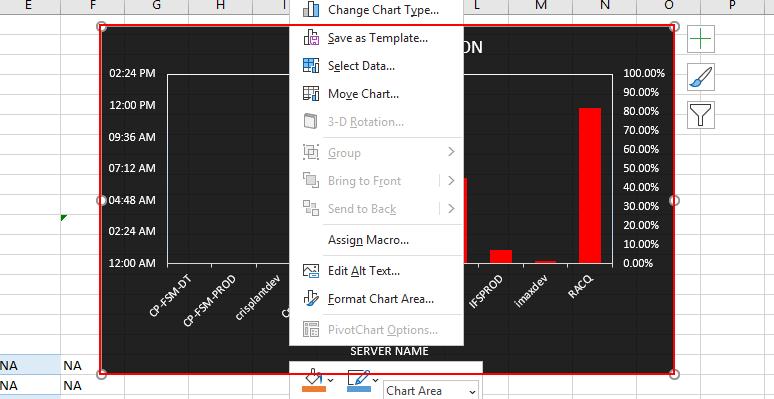 E F G H I L M N O P
Change Chart Type...
Save as Template...
Select Data...
Move Chart...
3-D Rotation...
Group
Bring to Front
Send to Back
Assign Macro...
Edit Alt Text...
Format Chart Area...
PivotChart Options...
ON
02:24 PM
12:00 PM
09:36 AM
07:12 AM
04:48 AM
02:24 AM
12:00 AM
100.00%
90.00%
80.00%
70.00%
60.00%
50.00%
40.00%
30.00%
20.00%
10.00%
0.00%
CP-FSM-DT
CP-FSM-PROD
crisplantdev
IFSPROD
imaxdev
RACQ
SERVER NAME
NA NA
NA NA
Chart Area